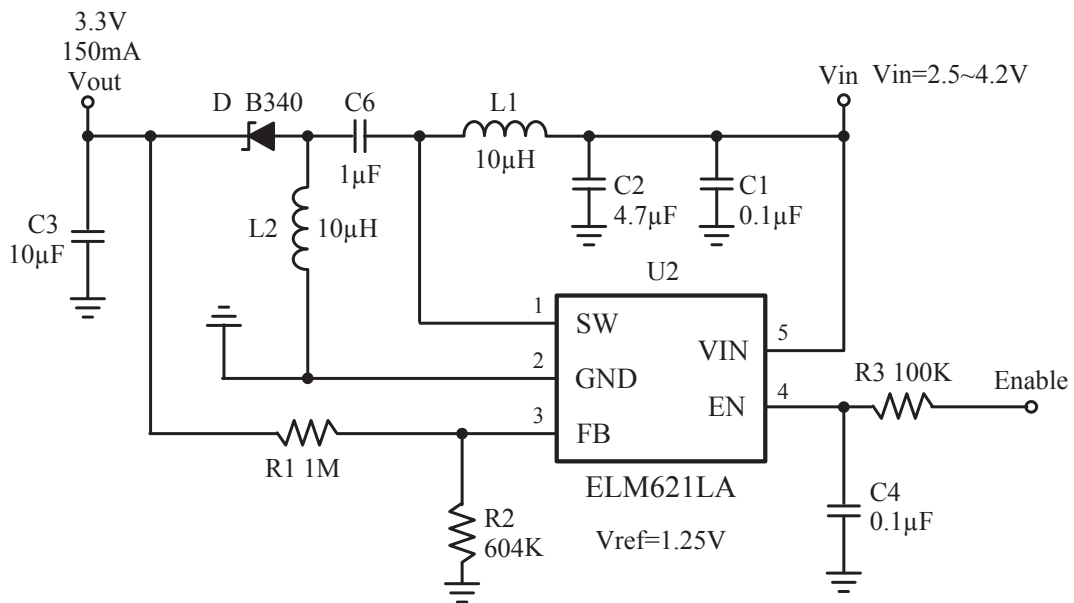 3.3V
150mA
Vout
D B340
C6
1µF
L1
10µH
Vin
Vin=2.5~4.2V
C2
4.7µF
C1
0.1µF
C3
10µF
L2
10µH
U2
1
SW
2
GND
3
FB
VIN
5
EN
4
R3 100K
Enable
R1 1M
ELM621LA
R2
604K
Vref=1.25V
C4
0.1µF